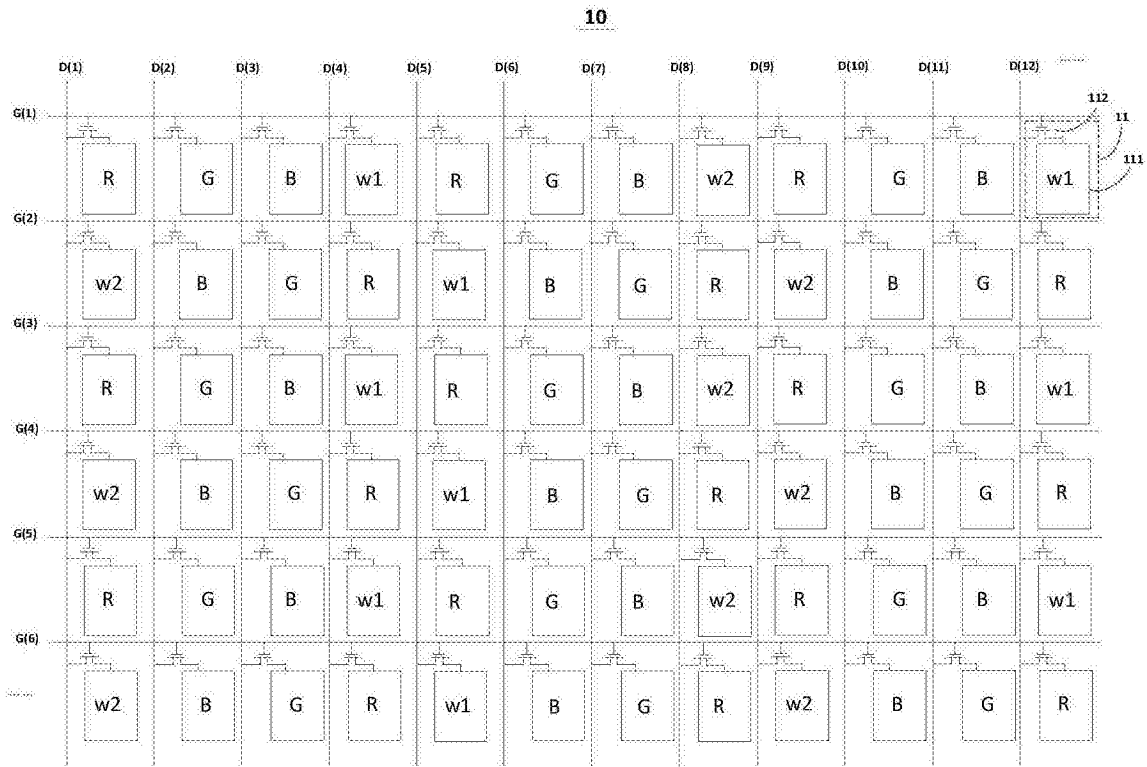 10
D(1) D(2) D(3) D(4) D(5) D(6) D(7) D(8) D(9) D(10) D(11) D(12)
G(1)
112
11
111
R G B w1 R G B w2 R G B w1
G(2)
w2 B G R w1 B G R w2 B G R
G(3)
R G B w1 R G B w2 R G B w1
G(4)
w2 B G R w1 B G R w2 B G R
G(5)
R G B w1 R G B w2 R G B w1
G(6)
w2 B G R w1 B G R w2 B G R